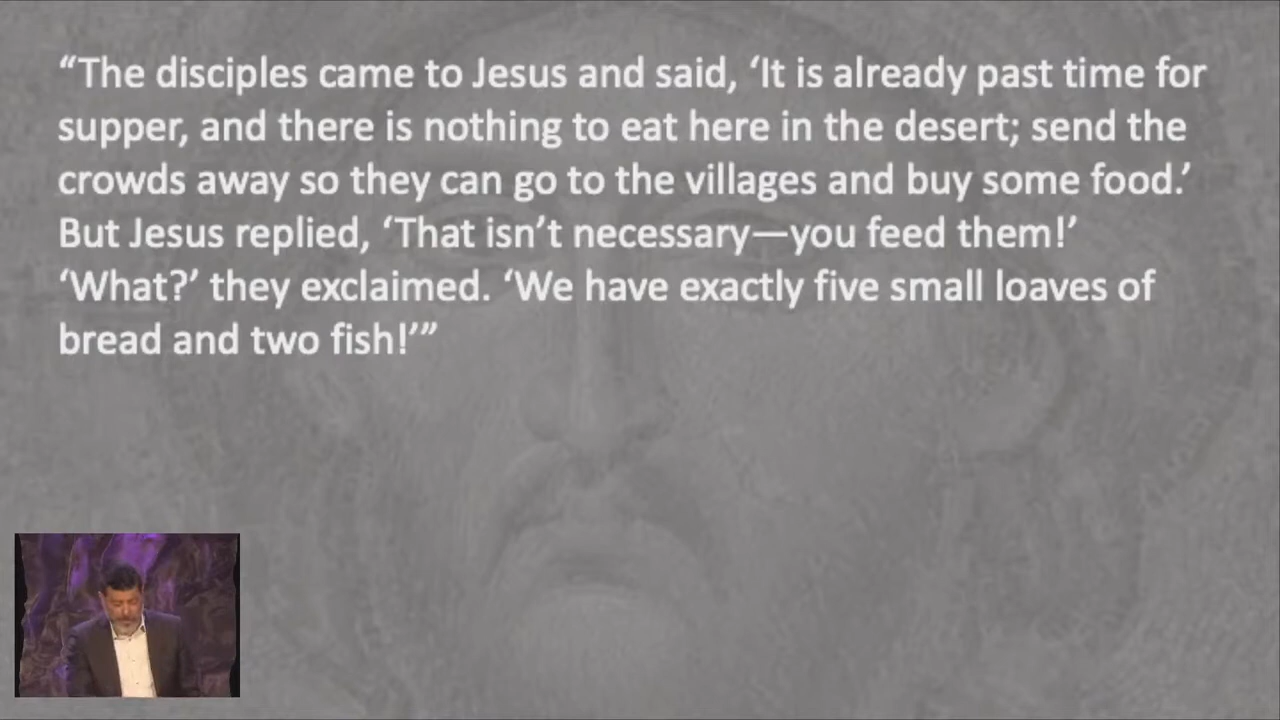 “The disciples came to Jesus and said, ‘It is already past time for
supper, and there is nothing to eat here in the desert; send the
crowds away so they can go to the villages and buy some food.’
But Jesus replied, ‘That isn’t necessary—you feed them!’
‘What?’ they exclaimed. ‘We have exactly five small loaves of
bread and two fish!’”